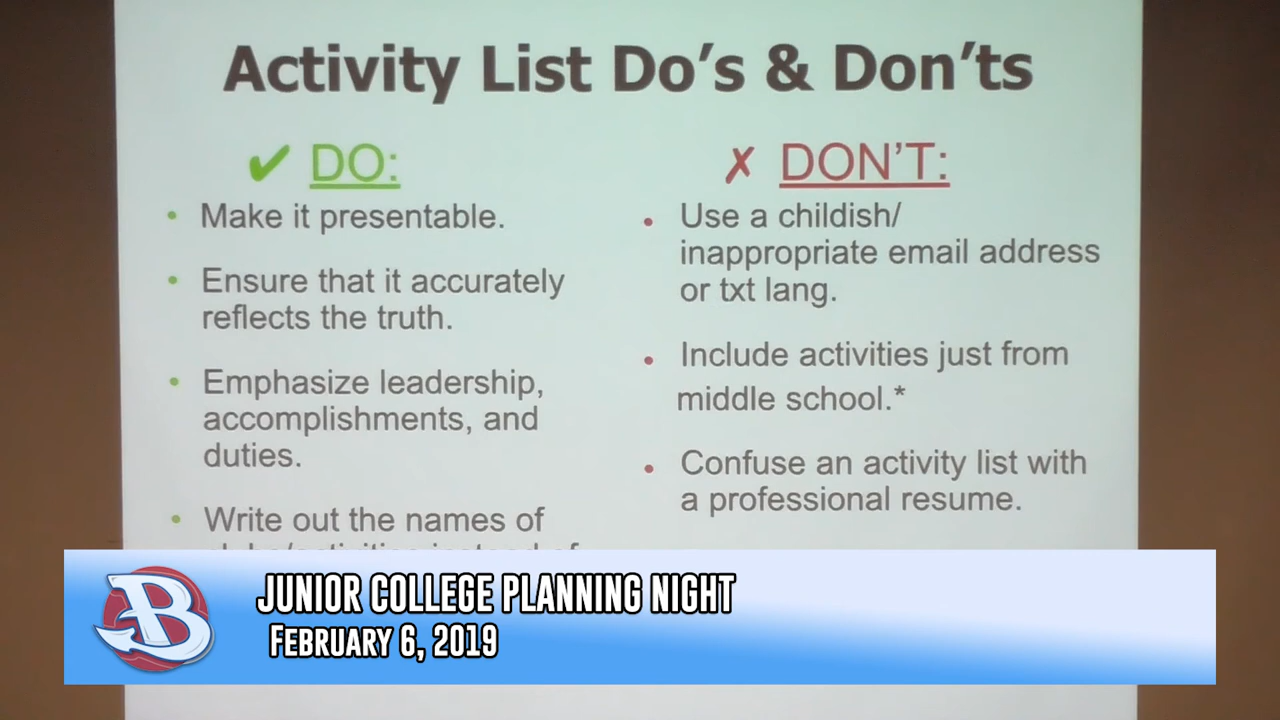 Activity List Do's & Don'ts
✔ DO:
• Make it presentable.
• Ensure that it accurately
reflects the truth.
• Emphasize leadership,
accomplishments, and
duties.
• Write out the names of
✗ DON'T:
• Use a childish/
inappropriate email address
or txt lang.
• Include activities just from
middle school.*
• Confuse an activity list with
a professional resume.
B
JUNIOR COLLEGE PLANNING NIGHT
FEBRUARY 6, 2019